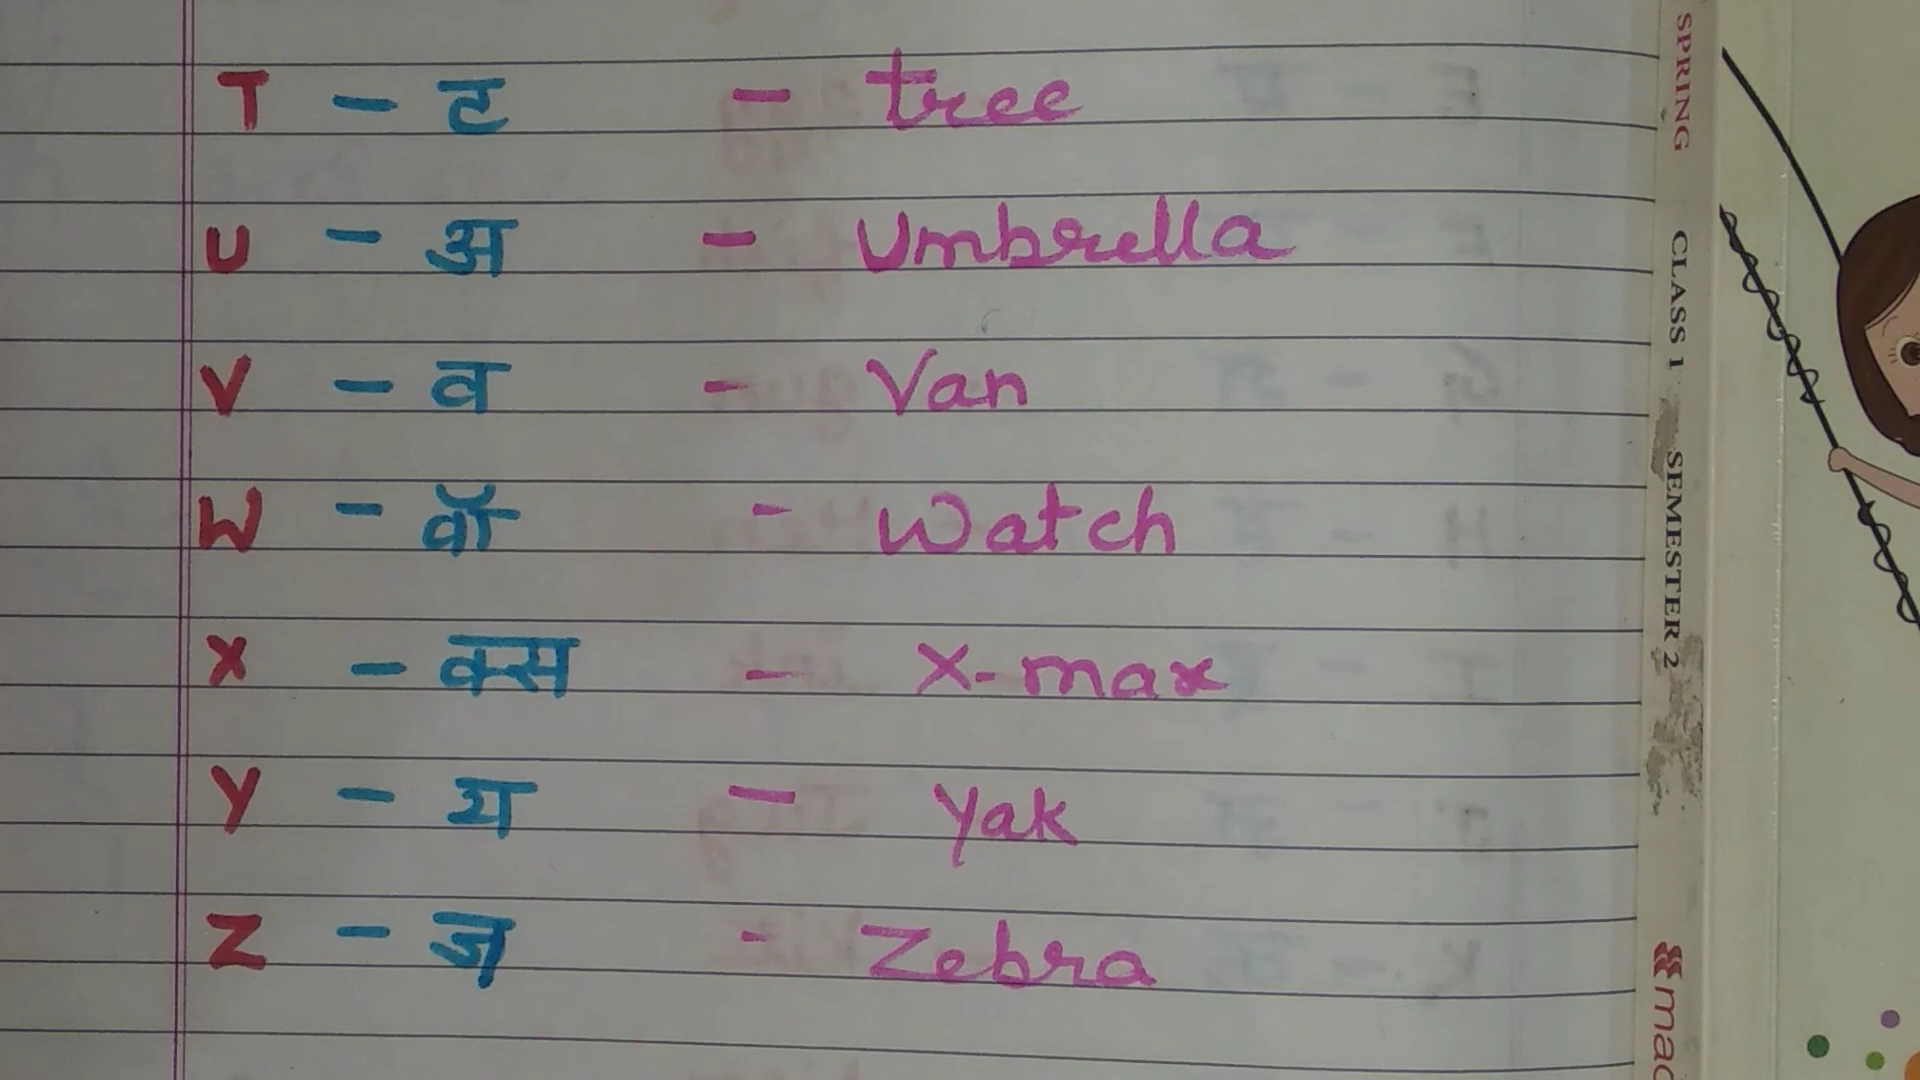 T - ट - tree
U - अ - Umbrella
V - व - Van
W - वॉ - Watch
X - क्स - X-max
Y - य - Yak
Z - ज - Zebra
SPRING CLASS 1 SEMESTER 2